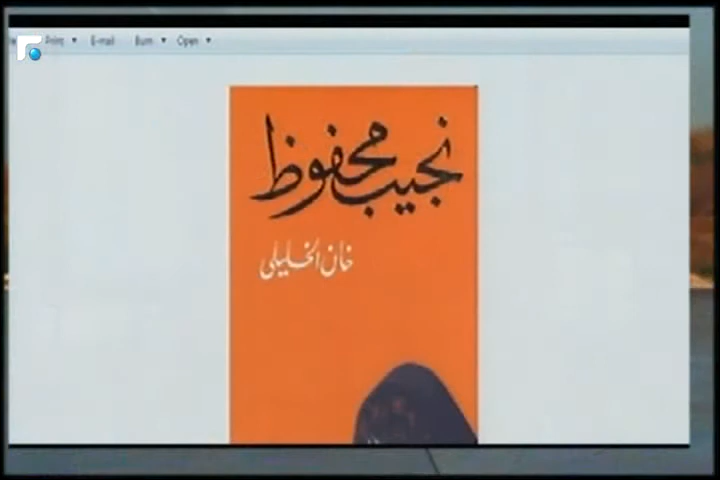 Print
E-mail
Burn
Open
نجيب محفوظ
خان الخليلي